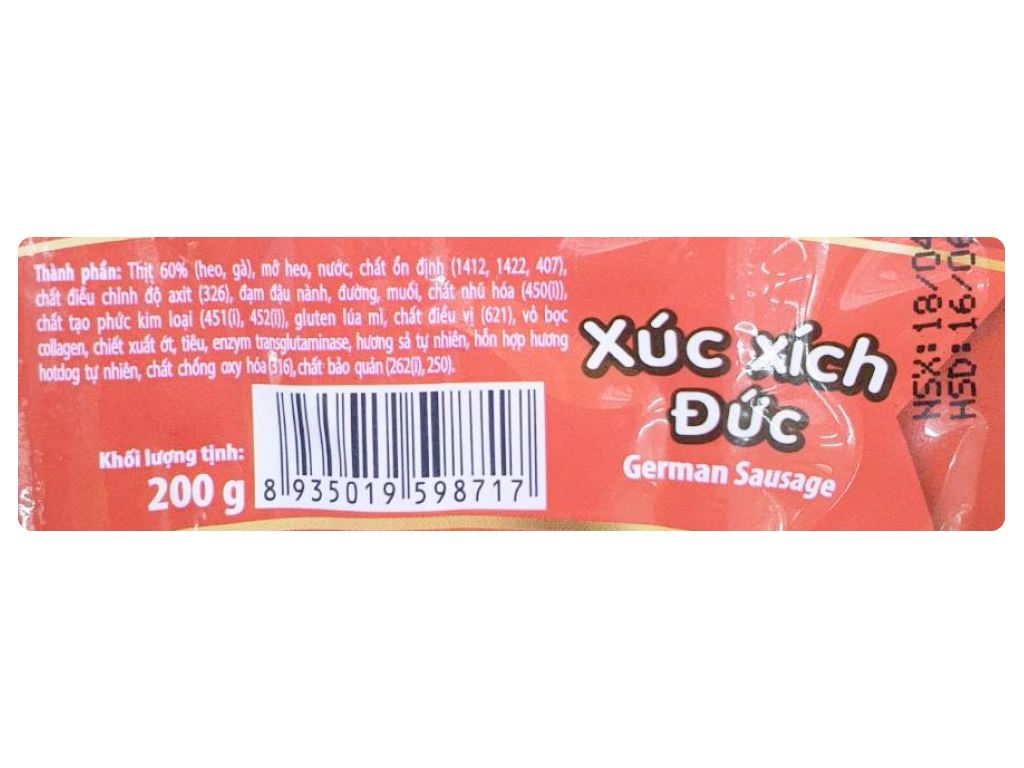 Thành phần: Thịt 60% (heo, gà), mỡ heo, nước, chất ổn định (1412, 1422, 407),
chất điều chỉnh độ axit (326), đạm đậu nành, đường, muối, chất nhũ hóa (450(i)),
chất tạo phức kim loại (451(i), 452(i)), gluten lúa mì, chất điều vị (621), vỏ bọc
collagen, chiết xuất ớt, tiêu, enzym transglutaminase, hương sả tự nhiên, hỗn hợp hương
hotdog tự nhiên, chất chống oxy hóa (316), chất bảo quản (262(i), 250).
Khối lượng tịnh:
200 g
8 935019 598717
Xúc xích
Đức
German Sausage
HSX:18/04
HSD:16/06